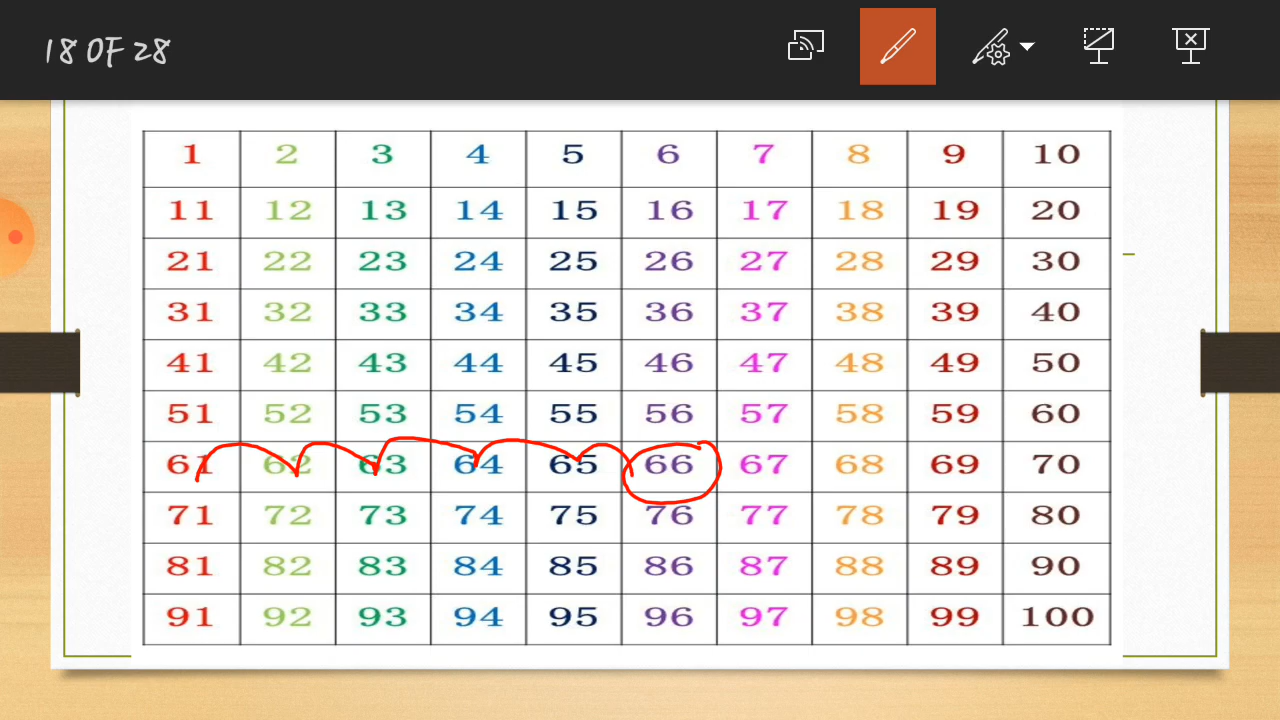 18 OF 28
1 2 3 4 5 6 7 8 9 10
11 12 13 14 15 16 17 18 19 20
21 22 23 24 25 26 27 28 29 30
31 32 33 34 35 36 37 38 39 40
41 42 43 44 45 46 47 48 49 50
51 52 53 54 55 56 57 58 59 60
61 62 63 64 65 66 67 68 69 70
71 72 73 74 75 76 77 78 79 80
81 82 83 84 85 86 87 88 89 90
91 92 93 94 95 96 97 98 99 100